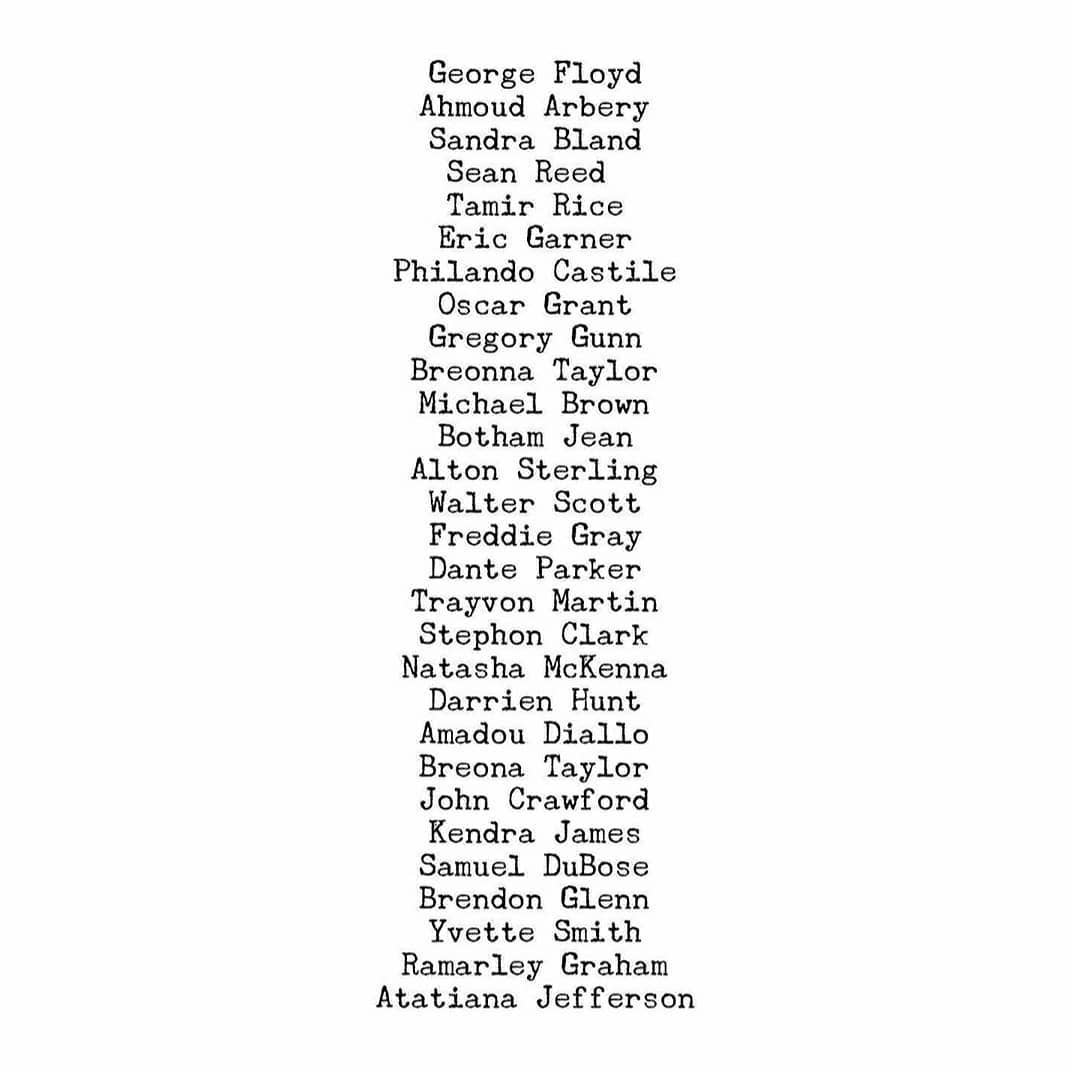 George Floyd
Ahmoud Arbery
Sandra Bland
Sean Reed
Tamir Rice
Eric Garner
Philando Castile
Oscar Grant
Gregory Gunn
Breonna Taylor
Michael Brown
Botham Jean
Alton Sterling
Walter Scott
Freddie Gray
Dante Parker
Trayvon Martin
Stephon Clark
Natasha McKenna
Darrien Hunt
Amadou Diallo
Breona Taylor
John Crawford
Kendra James
Samuel DuBose
Brendon Glenn
Yvette Smith
Ramarley Graham
Atatiana Jefferson